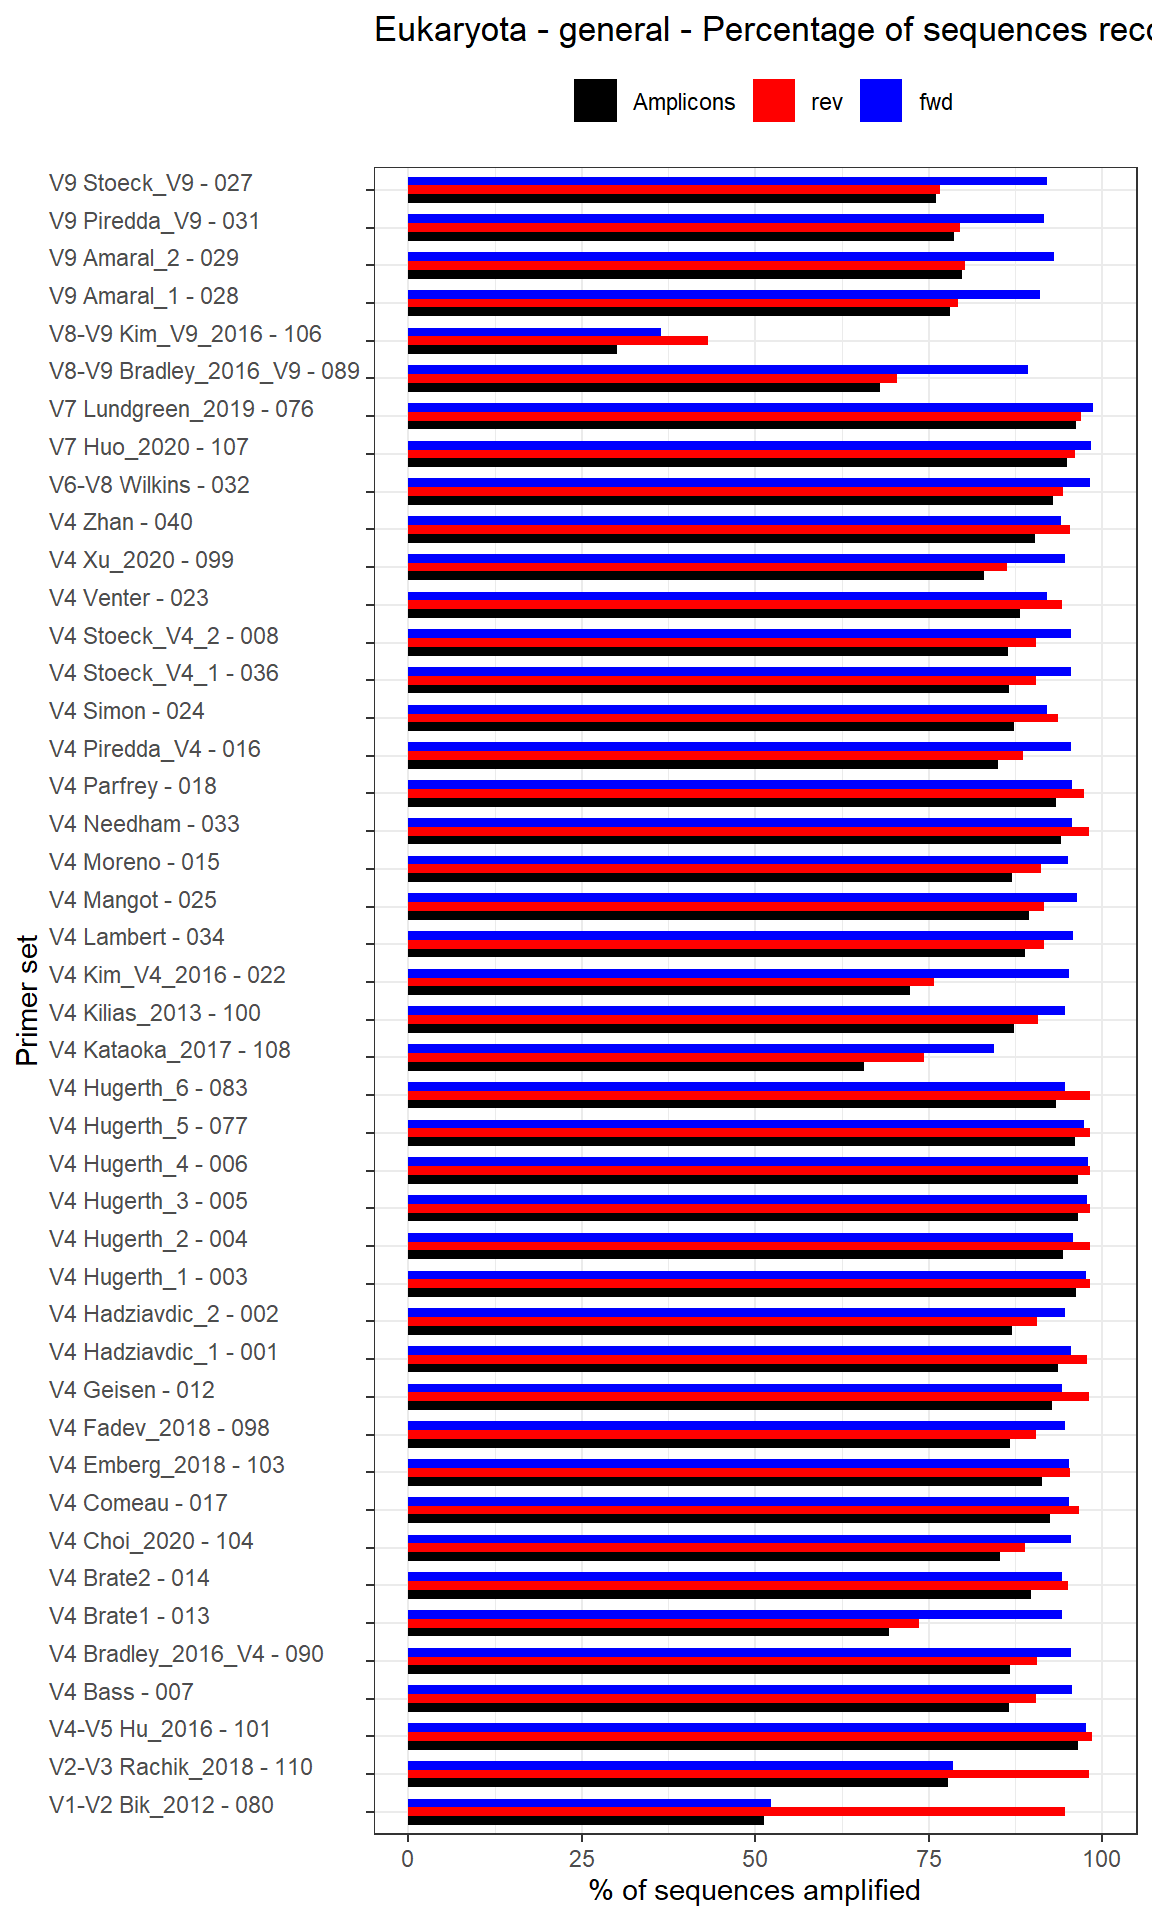 Eukaryota - general - Percentage of sequences rec
Amplicons rev fwd
V9 Stoeck_V9 - 027
V9 Piredda_V9 - 031
V9 Amaral_2 - 029
V9 Amaral_1 - 028
V8-V9 Kim_V9_2016 - 106
V8-V9 Bradley_2016_V9 - 089
V7 Lundgreen_2019 - 076
V7 Huo_2020 - 107
V6-V8 Wilkins - 032
V4 Zhan - 040
V4 Xu_2020 - 099
V4 Venter - 023
V4 Stoeck_V4_2 - 008
V4 Stoeck_V4_1 - 036
V4 Simon - 024
V4 Piredda_V4 - 016
V4 Parfrey - 018
V4 Needham - 033
V4 Moreno - 015
V4 Mangot - 025
V4 Lambert - 034
V4 Kim_V4_2016 - 022
V4 Kilias_2013 - 100
V4 Kataoka_2017 - 108
V4 Hugerth_6 - 083
V4 Hugerth_5 - 077
V4 Hugerth_4 - 006
V4 Hugerth_3 - 005
V4 Hugerth_2 - 004
V4 Hugerth_1 - 003
V4 Hadziavdic_2 - 002
V4 Hadziavdic_1 - 001
V4 Geisen - 012
V4 Fadev_2018 - 098
V4 Emberg_2018 - 103
V4 Comeau - 017
V4 Choi_2020 - 104
V4 Brate2 - 014
V4 Brate1 - 013
V4 Bradley_2016_V4 - 090
V4 Bass - 007
V4-V5 Hu_2016 - 101
V2-V3 Rachik_2018 - 110
V1-V2 Bik_2012 - 080
Primer set
0 25 50 75 100
% of sequences amplified